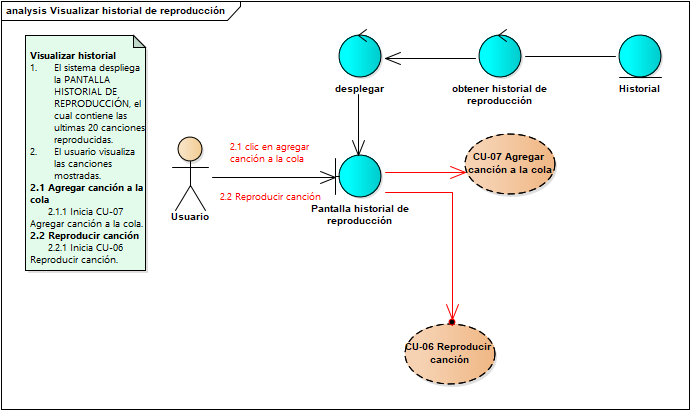 analysis Visualizar historial de reproducción
Visualizar historial
1. El sistema despliega
la PANTALLA
HISTORIAL DE
REPRODUCCIÓN, el
cual contiene las
ultimas 20 canciones
reproducidas.
2. El usuario visualiza
las canciones
mostradas.
2.1 Agregar canción a la
cola
2.1.1 Inicia CU-07
Agregar canción a la cola.
2.2 Reproducir canción
2.2.1 Inicia CU-06
Reproducir canción.
desplegar
obtener historial de
reproducción
Historial
2.1 clic en agregar
canción a la cola
2.2 Reproducir canción
Usuario
Pantalla historial de
reproducción
CU-07 Agregar
canción a la cola
CU-06 Reproducir
canción